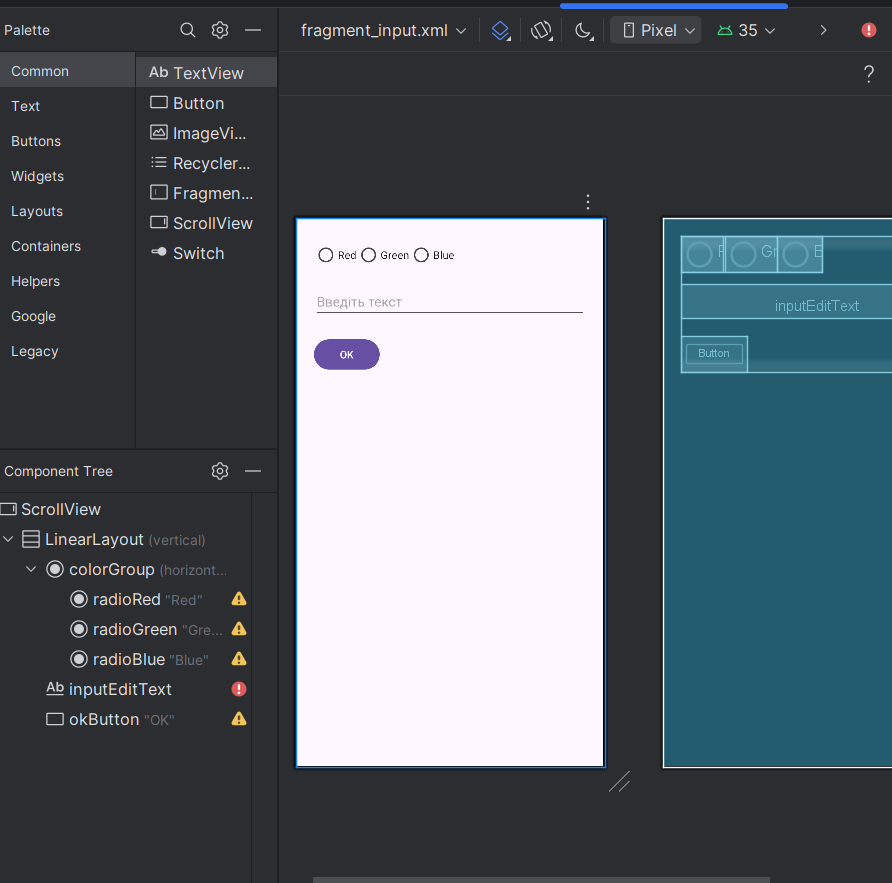 Palette
fragment_input.xml
Pixel
35
?
Common
Text
Buttons
Widgets
Layouts
Containers
Helpers
Google
Legacy
Ab TextView
Button
ImageVi...
Recycler...
Fragmen...
ScrollView
Switch
Red Green Blue
Введіть текст
OK
F Gr B
inputEditText
Button
Component Tree
ScrollView
LinearLayout (vertical)
colorGroup (horizont...
radioRed "Red"
radioGreen "Gre...
radioBlue "Blue"
Ab inputEditText
okButton "OK"